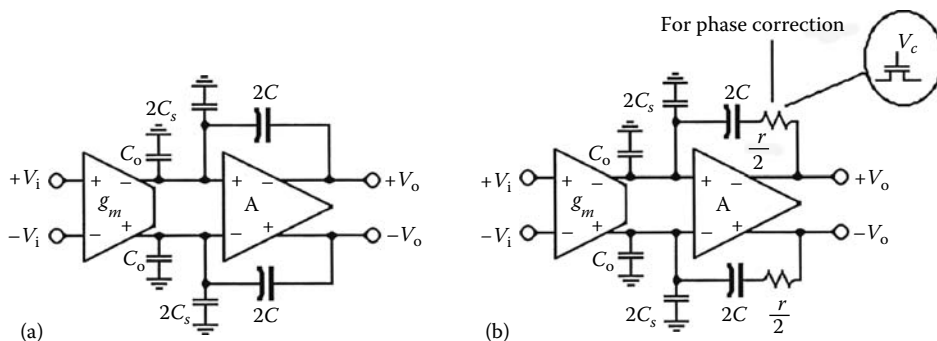 For phase correction
V_c
2C_s
2C
C_o
+V_i
+
−
g_m
−
+
+
−
A
−
+
+V_o
−V_i
−V_o
C_o
2C_s
2C
(a)
2C_s
2C
r/2
C_o
+V_i
+
−
g_m
−
+
+
−
A
−
+
+V_o
−V_i
−V_o
C_o
2C_s
2C
r/2
(b)